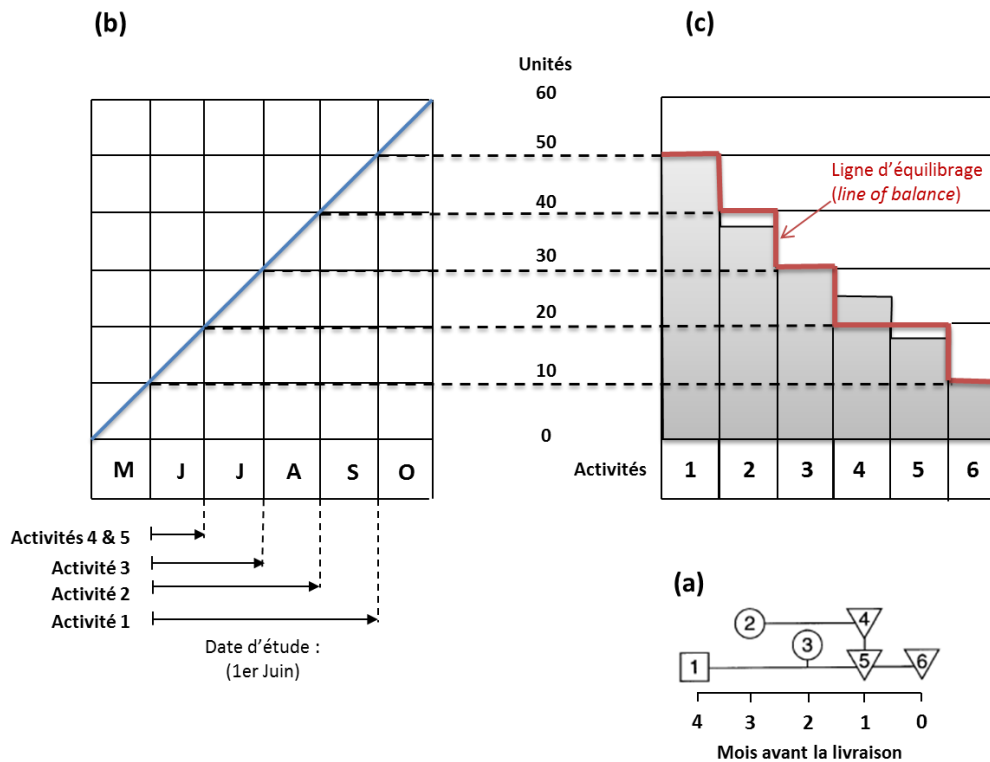 (b)
(c)
Unités
60
50
40
30
20
10
0
Ligne d’équilibrage
(line of balance)
M J J A S O
Activités 1 2 3 4 5 6
Activités 4 & 5
Activité 3
Activité 2
Activité 1
Date d’étude :
(1er Juin)
(a)
2 4
3
1 5 6
4 3 2 1 0
Mois avant la livraison